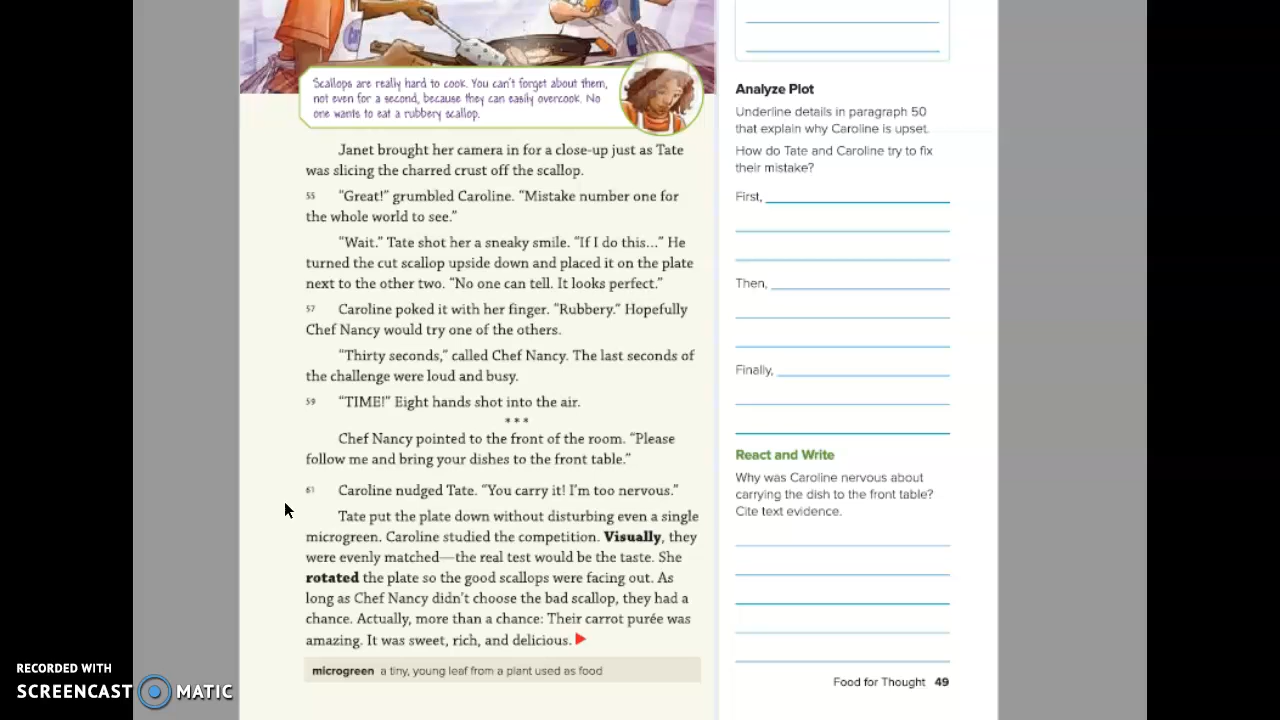 Scallops are really hard to cook. You can't forget about them,
not even for a second, because they can easily overcook. No
one wants to eat a rubbery scallop.
Janet brought her camera in for a close-up just as Tate
was slicing the charred crust off the scallop.
55 "Great!" grumbled Caroline. "Mistake number one for
the whole world to see."
"Wait." Tate shot her a sneaky smile. "If I do this…" He
turned the cut scallop upside down and placed it on the plate
next to the other two. "No one can tell. It looks perfect."
57 Caroline poked it with her finger. "Rubbery." Hopefully
Chef Nancy would try one of the others.
"Thirty seconds," called Chef Nancy. The last seconds of
the challenge were loud and busy.
59 "TIME!" Eight hands shot into the air.
* * *
Chef Nancy pointed to the front of the room. "Please
follow me and bring your dishes to the front table."
61 Caroline nudged Tate. "You carry it! I'm too nervous."
Tate put the plate down without disturbing even a single
microgreen. Caroline studied the competition. Visually, they
were evenly matched—the real test would be the taste. She
rotated the plate so the good scallops were facing out. As
long as Chef Nancy didn't choose the bad scallop, they had a
chance. Actually, more than a chance: Their carrot purée was
amazing. It was sweet, rich, and delicious.
microgreen a tiny, young leaf from a plant used as food
Analyze Plot
Underline details in paragraph 50
that explain why Caroline is upset.
How do Tate and Caroline try to fix
their mistake?
First,
Then,
Finally,
React and Write
Why was Caroline nervous about
carrying the dish to the front table?
Cite text evidence.
Food for Thought 49
RECORDED WITH
SCREENCAST MATIC